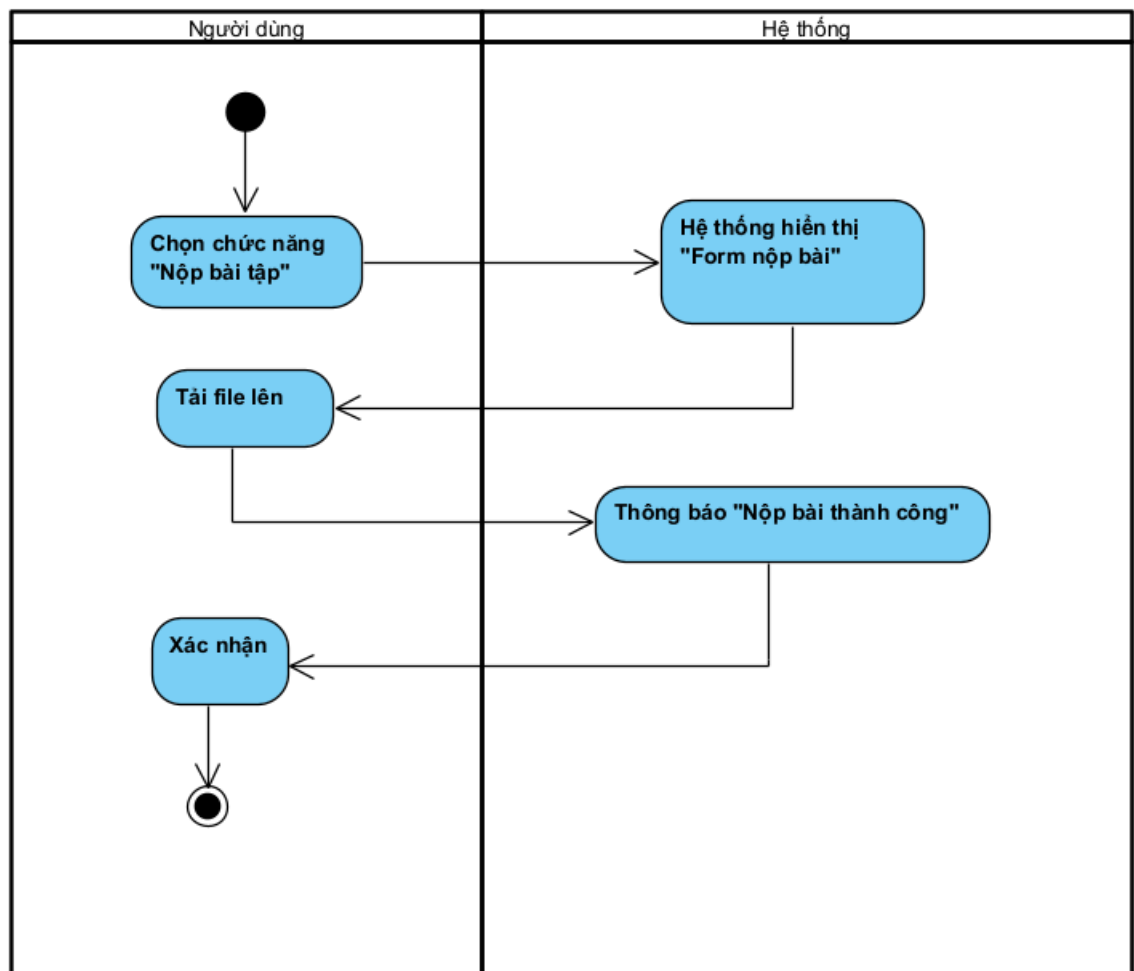 Người dùng
Hệ thống
Chọn chức năng
"Nộp bài tập"
Hệ thống hiển thị
"Form nộp bài"
Tải file lên
Thông báo "Nộp bài thành công"
Xác nhận